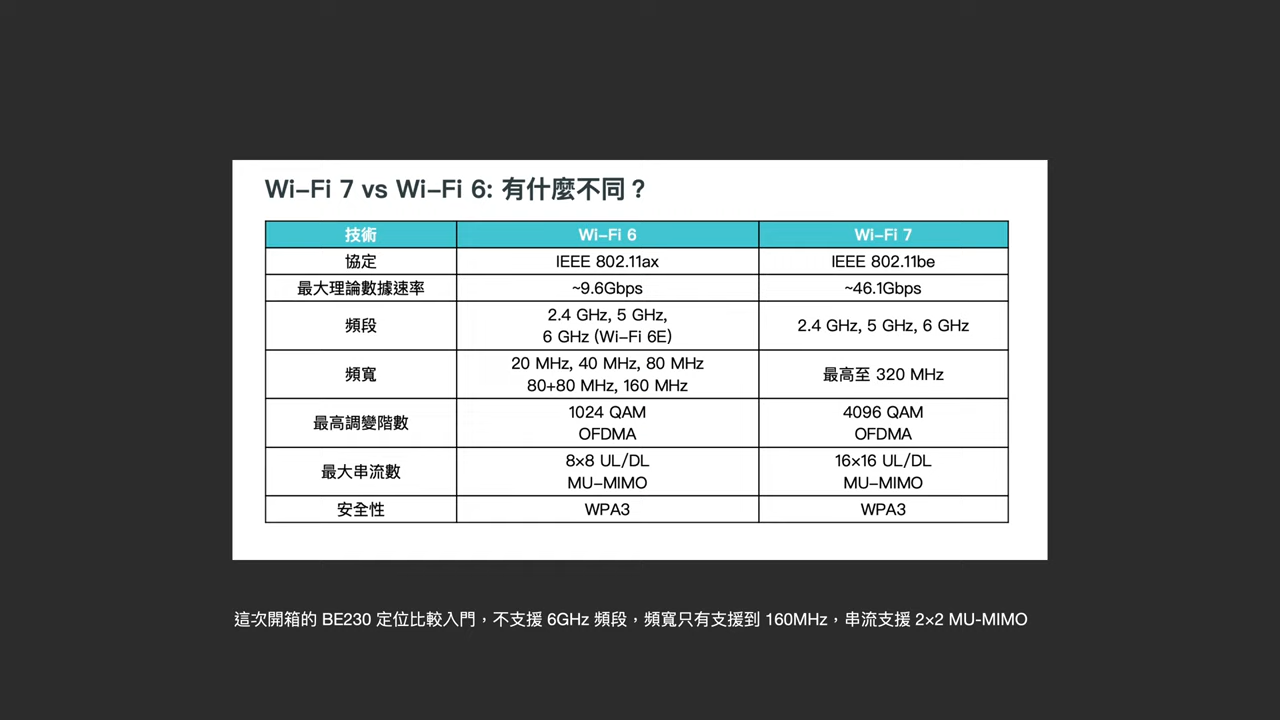 Wi-Fi 7 vs Wi-Fi 6: 有什麼不同？
技術 Wi-Fi 6 Wi-Fi 7
協定 IEEE 802.11ax IEEE 802.11be
最大理論數據速率 ~9.6Gbps ~46.1Gbps
頻段 2.4 GHz, 5 GHz, 6 GHz (Wi-Fi 6E) 2.4 GHz, 5 GHz, 6 GHz
頻寬 20 MHz, 40 MHz, 80 MHz 80+80 MHz, 160 MHz 最高至 320 MHz
最高調變階數 1024 QAM OFDMA 4096 QAM OFDMA
最大串流數 8×8 UL/DL MU-MIMO 16×16 UL/DL MU-MIMO
安全性 WPA3 WPA3
這次開箱的 BE230 定位比較入門，不支援 6GHz 頻段，頻寬只有支援到 160MHz，串流支援 2×2 MU-MIMO